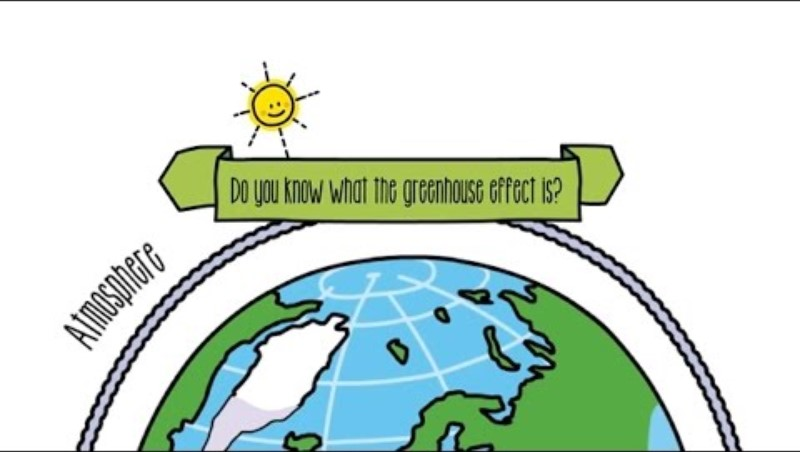 Do you know what the greenhouse effect is?
Atmosphere